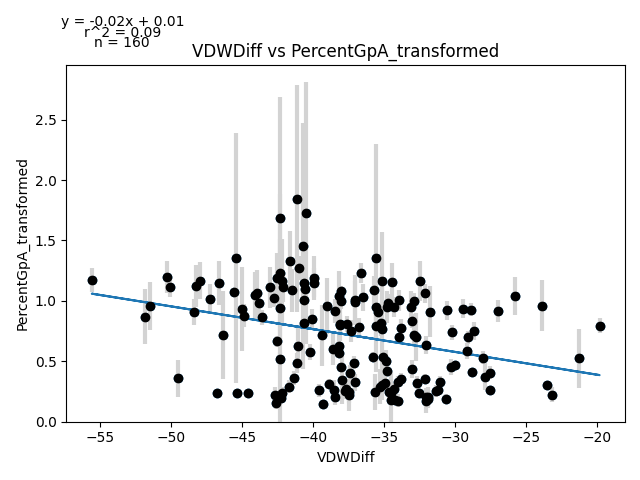 y = -0.02x + 0.01
r^2 = 0.09
n = 160
VDWDiff vs PercentGpA_transformed
PercentGpA_transformed
2.5
2.0
1.5
1.0
0.5
0.0
−55
−50
−45
−40
−35
−30
−25
−20
VDWDiff